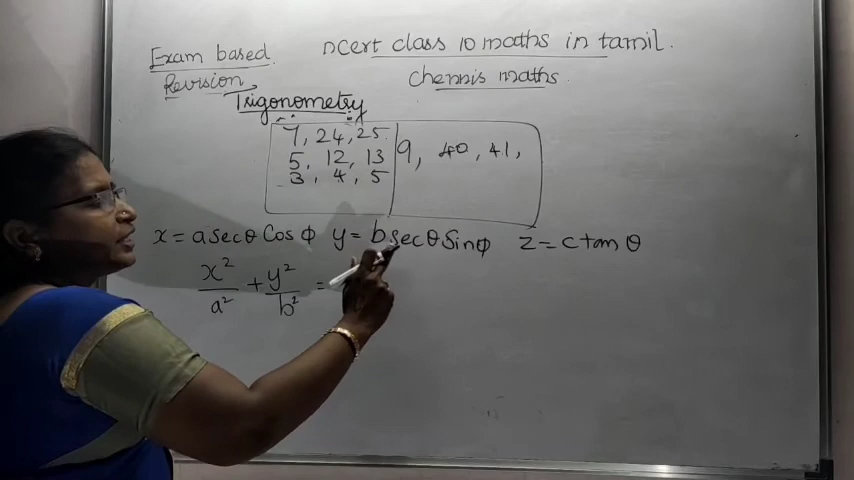 Exam based ncert class 10 maths in tamil.
Revision chennis maths
Trigonometry
7, 24, 25
5, 12, 13 9, 40, 41,
3, 4, 5
x = a secθ Cos ϕ y = b secθ Sinϕ z = c tan θ
x²/a² + y²/b² =